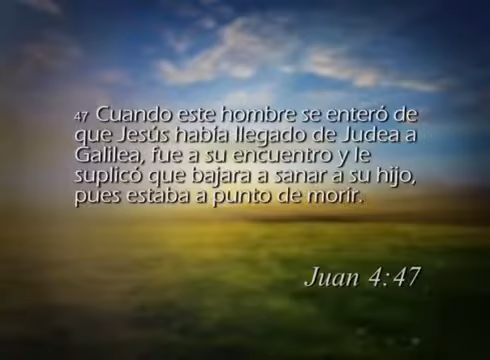 47 Cuando este hombre se enteró de
que Jesús había llegado de Judea a
Galilea, fue a su encuentro y le
suplicó que bajara a sanar a su hijo,
pues estaba a punto de morir.
Juan 4:47